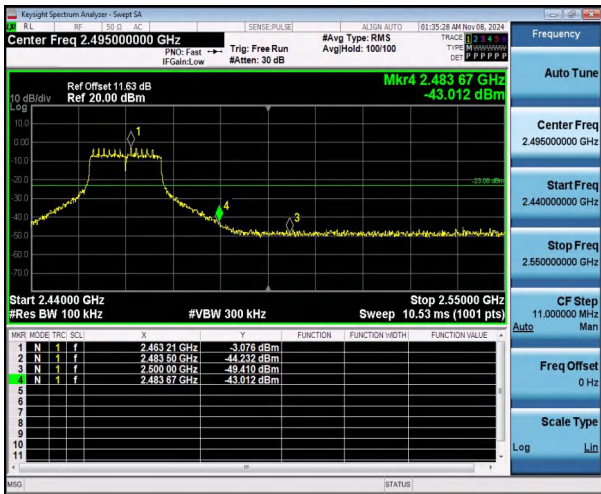 Keysight Spectrum Analyzer - Swept SA
RL RF 50 Ω AC SENSE:PULSE ALIGN AUTO 01:35:28 AM Nov 08, 2024
Center Freq 2.495000000 GHz
PNO: Fast
IFGain:Low
Trig: Free Run
#Atten: 30 dB
#Avg Type: RMS
Avg|Hold: 100/100
TRACE 1 2 3 4 5 6
TYPE M W W W W W
DET P P P P P P
Ref Offset 11.63 dB
Ref 20.00 dBm
10 dB/div
Log
Mkr4 2.483 67 GHz
-43.012 dBm
10.0
0.00
-10.0
-20.0
-30.0
-40.0
-50.0
-60.0
-70.0
1
4
3
-23.08 dBm
Start 2.44000 GHz
Stop 2.55000 GHz
#Res BW 100 kHz
#VBW 300 kHz
Sweep 10.53 ms (1001 pts)
MKR MODE TRC SCL X Y FUNCTION FUNCTION WIDTH FUNCTION VALUE
1 N 1 f 2.463 21 GHz -3.076 dBm
2 N 1 f 2.483 50 GHz -44.232 dBm
3 N 1 f 2.500 00 GHz -49.410 dBm
4 N 1 f 2.483 67 GHz -43.012 dBm
5
6
7
8
9
10
11
MSG
STATUS
Frequency
Auto Tune
Center Freq
2.495000000 GHz
Start Freq
2.440000000 GHz
Stop Freq
2.550000000 GHz
CF Step
11.000000 MHz
Auto Man
Freq Offset
0 Hz
Scale Type
Log Lin